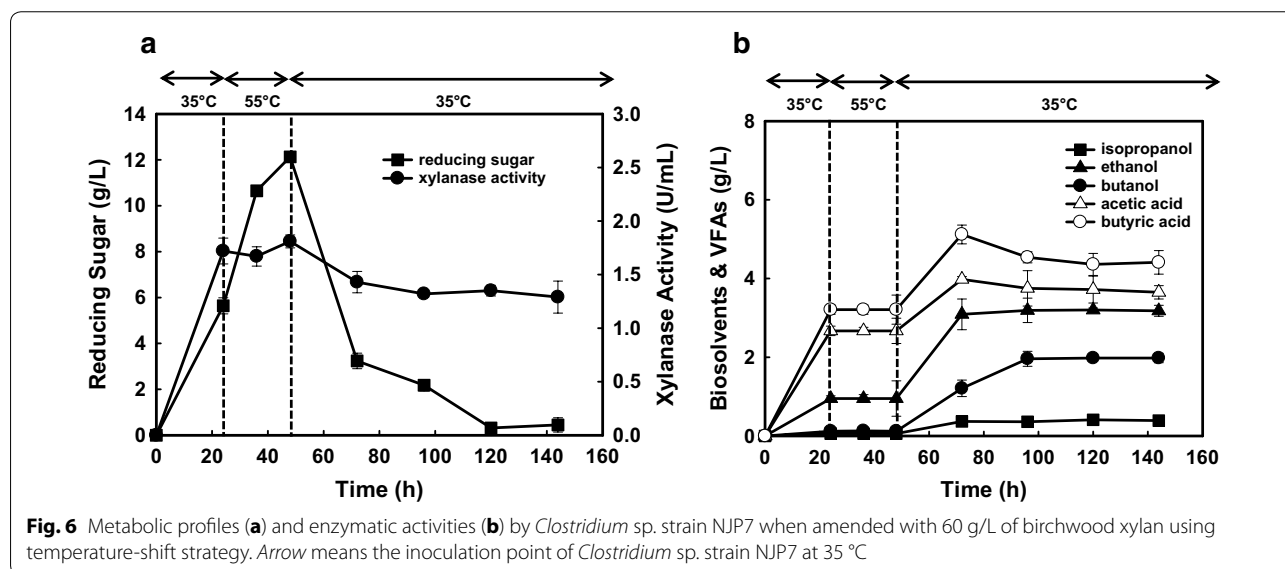 a
35°C 55°C 35°C
14
12
10
8
6
4
2
0
Reducing Sugar (g/L)
3.0
2.5
2.0
1.5
1.0
0.5
0.0
Xylanase Activity (U/mL)
reducing sugar
xylanase activity
0 20 40 60 80 100 120 140 160
Time (h)
b
35°C 55°C 35°C
8
6
4
2
0
Biosolvents & VFAs (g/L)
isopropanol
ethanol
butanol
acetic acid
butyric acid
0 20 40 60 80 100 120 140 160
Time (h)
Fig. 6 Metabolic profiles (a) and enzymatic activities (b) by Clostridium sp. strain NJP7 when amended with 60 g/L of birchwood xylan using
temperature-shift strategy. Arrow means the inoculation point of Clostridium sp. strain NJP7 at 35 °C